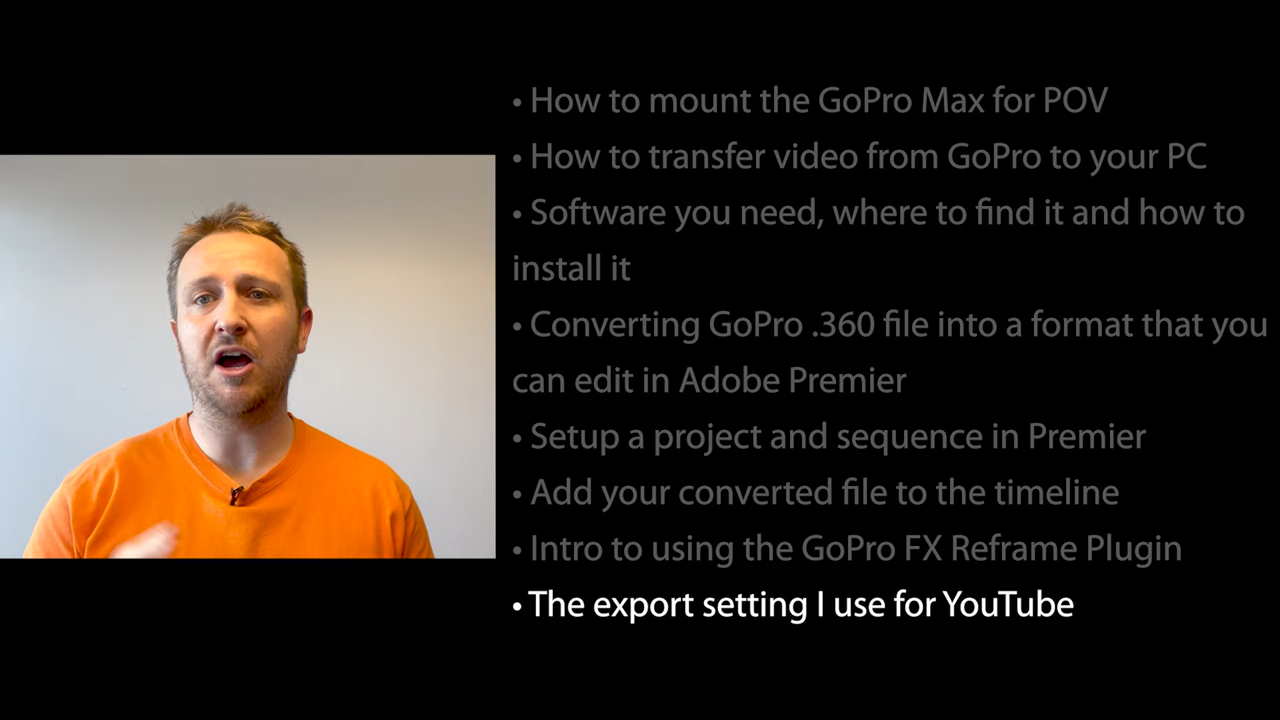 • How to mount the GoPro Max for POV
• How to transfer video from GoPro to your PC
• Software you need, where to find it and how to
install it
• Converting GoPro .360 file into a format that you
can edit in Adobe Premier
• Setup a project and sequence in Premier
• Add your converted file to the timeline
• Intro to using the GoPro FX Reframe Plugin
• The export setting I use for YouTube